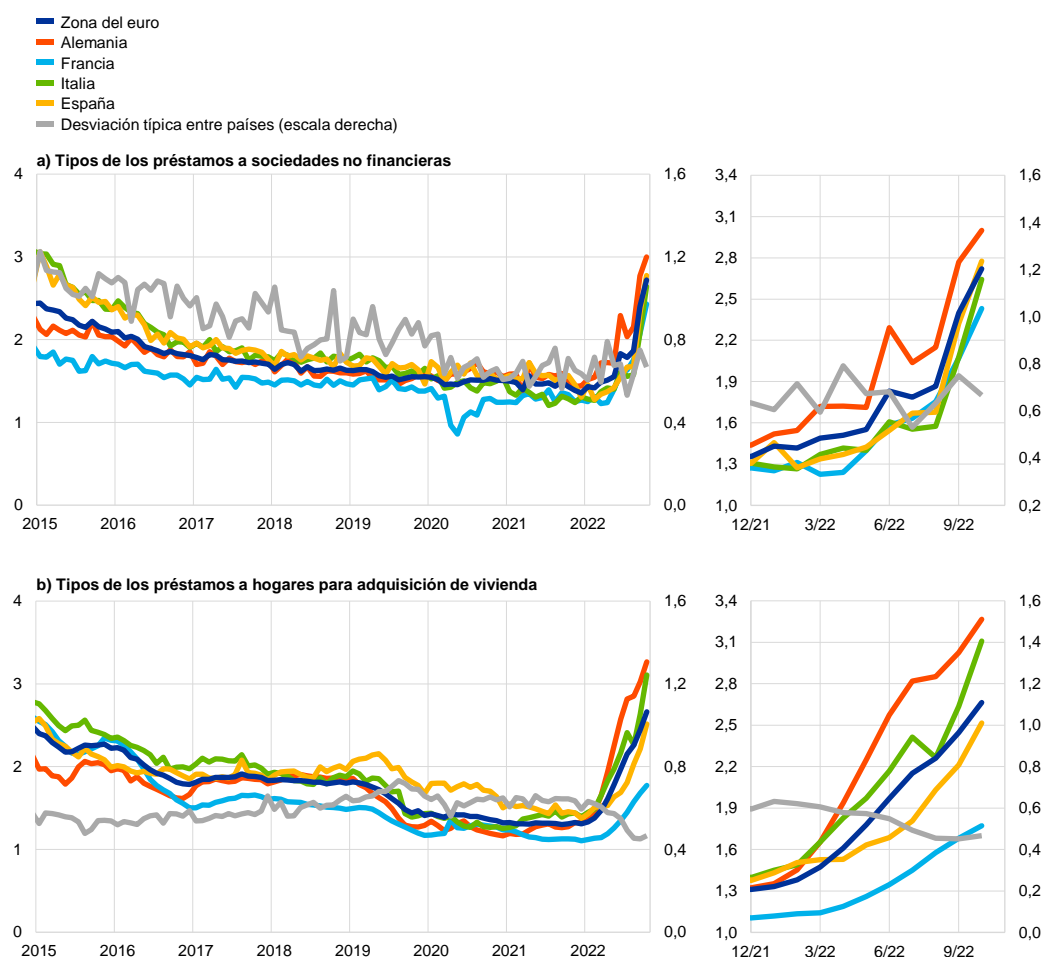 Zona del euro
Alemania
Francia
Italia
España
Desviación típica entre países (escala derecha)
a) Tipos de los préstamos a sociedades no financieras
4 1,6 3,4 1,6
3,1 1,4
3 1,2 2,8 1,2
2,5 1,0
2 0,8 2,2 0,8
1,9 0,6
1 0,4 1,6
1,3 0,4
0 0,0 1,0 0,2
2015 2016 2017 2018 2019 2020 2021 2022 12/21 3/22 6/22 9/22
b) Tipos de los préstamos a hogares para adquisición de vivienda
4 1,6 3,4 1,6
3,1 1,4
3 1,2 2,8 1,2
2,5 1,0
2 0,8 2,2 0,8
1,9 0,6
1 0,4 1,6 0,4
1,3 0,2
0 0,0 1,0 0,0
2015 2016 2017 2018 2019 2020 2021 2022 12/21 3/22 6/22 9/22